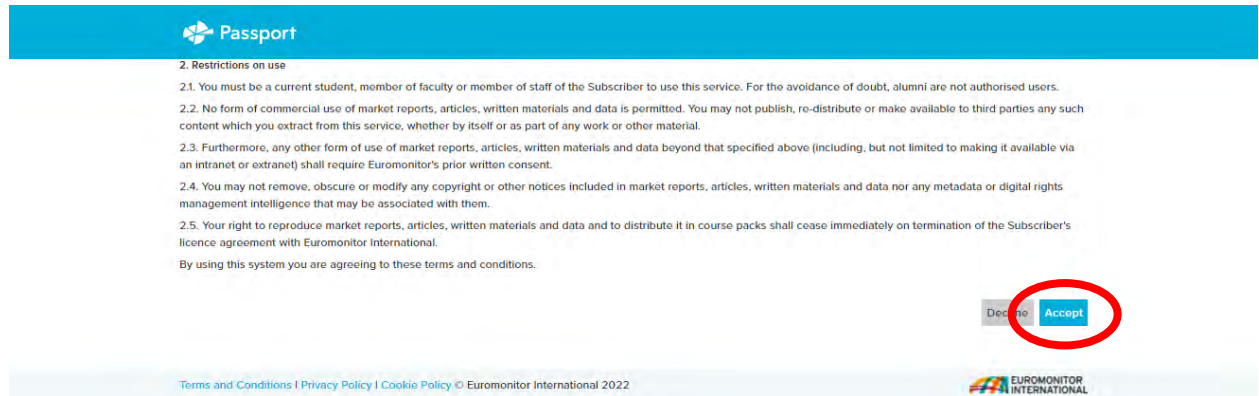 Passport
2. Restrictions on use
2.1. You must be a current student, member of faculty or member of staff of the Subscriber to use this service. For the avoidance of doubt, alumni are not authorised users.
2.2. No form of commercial use of market reports, articles, written materials and data is permitted. You may not publish, re-distribute or make available to third parties any such
content which you extract from this service, whether by itself or as part of any work or other material.
2.3. Furthermore, any other form of use of market reports, articles, written materials and data beyond that specified above (including, but not limited to making it available via
an intranet or extranet) shall require Euromonitor's prior written consent.
2.4. You may not remove, obscure or modify any copyright or other notices included in market reports, articles, written materials and data nor any metadata or digital rights
management intelligence that may be associated with them.
2.5. Your right to reproduce market reports, articles, written materials and data and to distribute it in course packs shall cease immediately on termination of the Subscriber's
licence agreement with Euromonitor International.
By using this system you are agreeing to these terms and conditions.
Decline Accept
Terms and Conditions | Privacy Policy | Cookie Policy © Euromonitor International 2022
EUROMONITOR
INTERNATIONAL